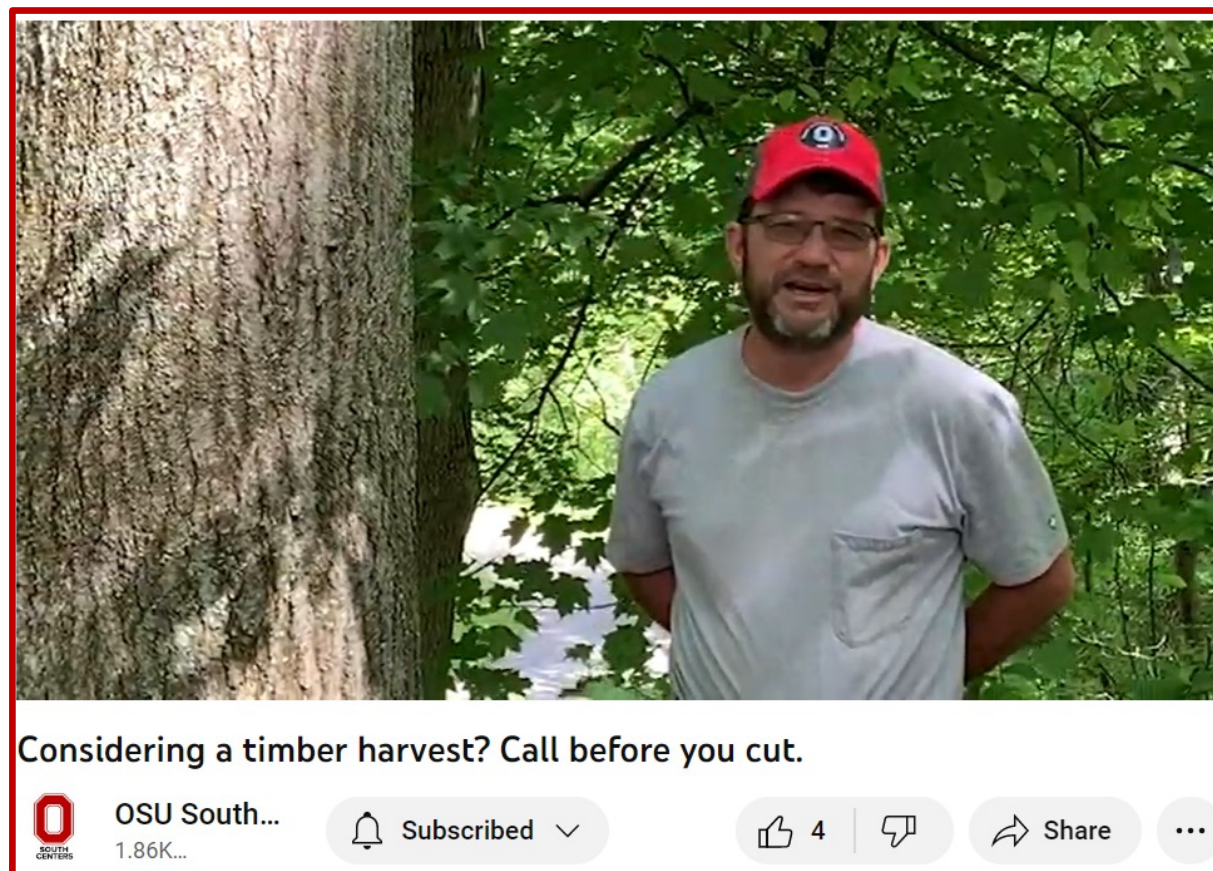 Considering a timber harvest? Call before you cut.
OSU South...
1.86K...
SOUTH
CENTERS
Subscribed
4
Share